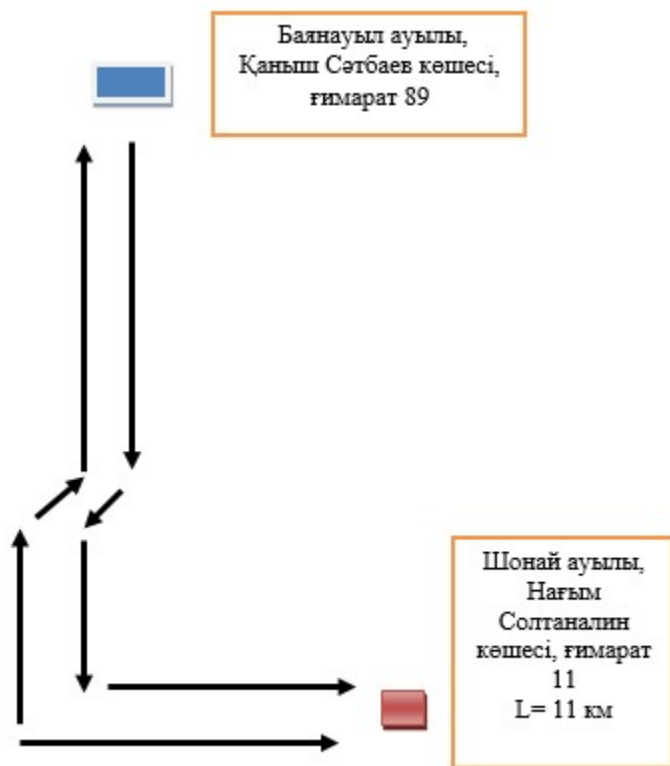 Баянауыл ауылы,
Қаныш Сәтбаев көшесі,
ғимарат 89
Шонай ауылы,
Нағым
Солтаналин
көшесі, ғимарат
11
L= 11 км